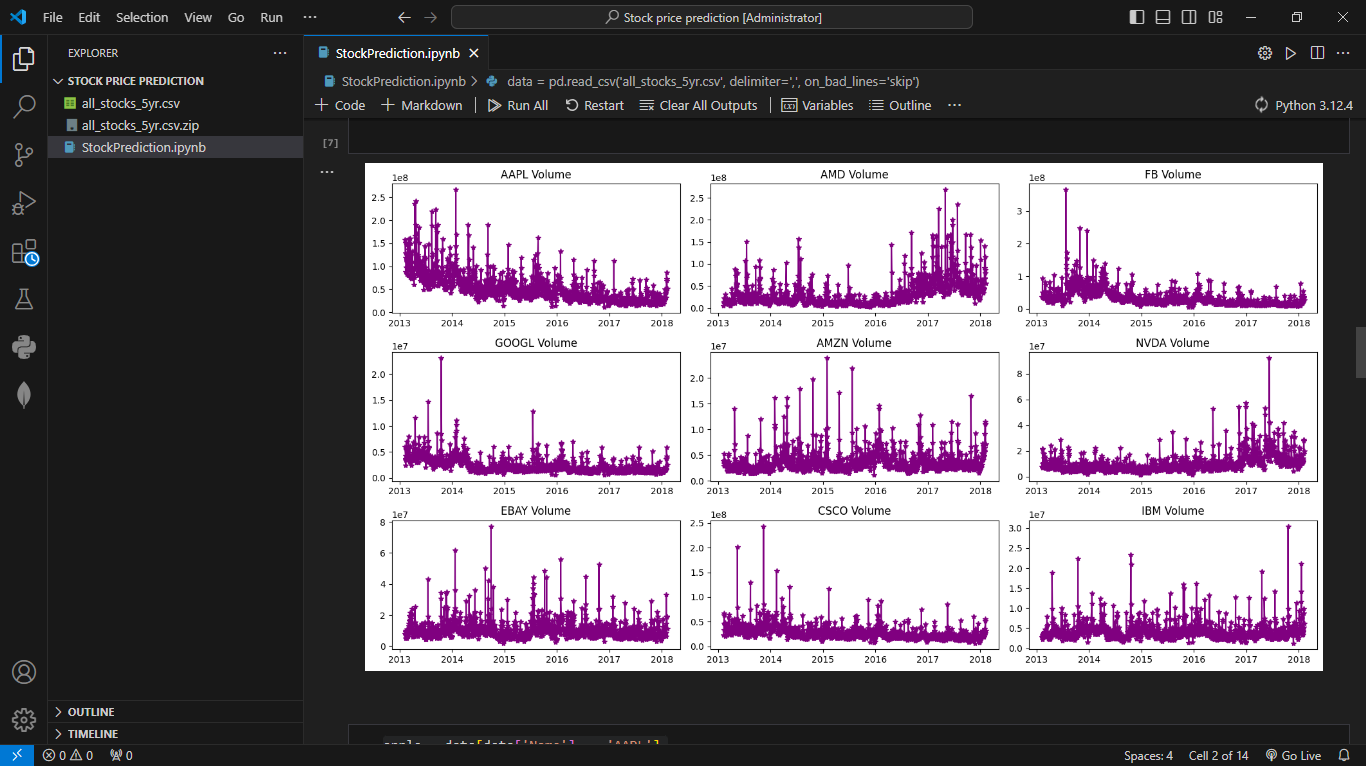 File Edit Selection View Go Run ··· Stock price prediction [Administrator]
EXPLORER ···
STOCK PRICE PREDICTION
all_stocks_5yr.csv
all_stocks_5yr.csv.zip
StockPrediction.ipynb
OUTLINE
TIMELINE
StockPrediction.ipynb
StockPrediction.ipynb > data = pd.read_csv('all_stocks_5yr.csv', delimiter=',', on_bad_lines='skip')
+ Code + Markdown | Run All Restart Clear All Outputs | Variables Outline ··· Python 3.12.4
[7]
···
1e8 AAPL Volume
2.5
2.0
1.5
1.0
0.5
0.0
2013 2014 2015 2016 2017 2018
1e8 AMD Volume
2.5
2.0
1.5
1.0
0.5
0.0
2013 2014 2015 2016 2017 2018
1e8 FB Volume
3
2
1
0
2013 2014 2015 2016 2017 2018
1e7 GOOGL Volume
2.0
1.5
1.0
0.5
0.0
2013 2014 2015 2016 2017 2018
1e7 AMZN Volume
2.0
1.5
1.0
0.5
0.0
2013 2014 2015 2016 2017 2018
1e7 NVDA Volume
8
6
4
2
0
2013 2014 2015 2016 2017 2018
1e7 EBAY Volume
8
6
4
2
0
2013 2014 2015 2016 2017 2018
1e8 CSCO Volume
2.5
2.0
1.5
1.0
0.5
0.0
2013 2014 2015 2016 2017 2018
1e7 IBM Volume
3.0
2.5
2.0
1.5
1.0
0.5
0.0
2013 2014 2015 2016 2017 2018
0 0 0 Spaces: 4 Cell 2 of 14 Go Live